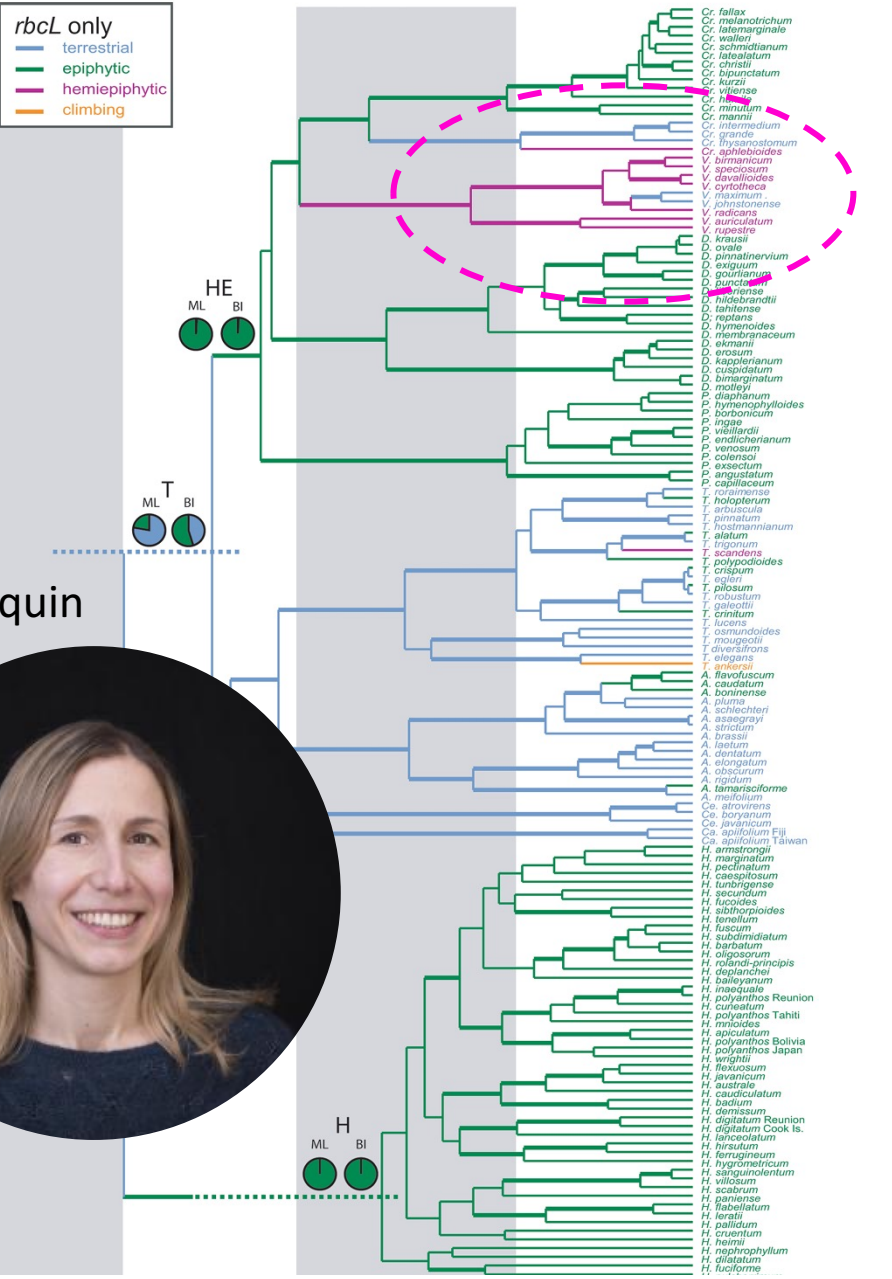 rbcL only
terrestrial
epiphytic
hemiepiphytic
climbing
Cr. fallax
Cr. melanotrichum
Cr. latemarginale
Cr. walleri
Cr. schmidtianum
Cr. latealatum
Cr. christii
Cr. bipunctatum
Cr. kurzii
Cr. vitiense
Cr.
Cr. minutum
Cr. mannii
Cr. intermedium
Cr. grande
Cr. thysanostomum
Cr. aphlebioides
V. birmanicum
V. speciosum
V. davallioides
V. cyrtotheca
V. maximum .
V. johnstonense
V. radicans
V. auriculatum
V. rupestre
D. krausii
D. ovale
D. pinnatinervium
D. exiguum
D. gourlianum
D. punctatum
D.
D. hildebrandtii
D. tahitense
D; reptans
D. hymenoides
D. membranaceum
D. ekmanii
D. erosum
D. kapplerianum
D. cuspidatum
D. bimarginatum
D. motleyi
P. diaphanum
P. hymenophylloides
P. borbonicum
P. ingae
P. vieillardii
P. endlicherianum
P. venosum
P. colensoi
P. exsectum
P. angustatum
P. capillaceum
T. roraimense
T. holopterum
T. arbuscula
T. pinnatum
T. hostmannianum
T. alatum
T. trigonum
T. scandens
T. polypodioides
T. crispum
T. egleri
T. pilosum
T. robustum
T. galeottii
T. crinitum
T. lucens
T. osmundoides
T. mougeotii
T diversifrons
T. elegans
T. ankersii
A. flavofuscum
A. caudatum
A. boninense
A. pluma
A. schlechteri
A. asaegrayi
A. strictum
A. brassii
A. laetum
A. dentatum
A. elongatum
A. obscurum
A. rigidum
A. tamarisciforme
A. meifolium
Ce. atrovirens
Ce. boryanum
Ce. javanicum
Ca. apiifolium Fiji
Ca. apiifolium Taiwan
H. armstrongii
H. marginatum
H. pectinatum
H. caespitosum
H. tunbrigense
H. secundum
H. fucoides
H. sibthorpioides
H. tenellum
H. fuscum
H. subdimidiatum
H. barbatum
H. oligosorum
H. rolandi-principis
H. deplanchei
H. baileyanum
H. inaequale
H. polyanthos Reunion
H. cuneatum
H. polyanthos Tahiti
H. mnioides
H. apiculatum
H. polyanthos Bolivia
H. polyanthos Japan
H. wrightii
H. flexuosum
H. javanicum
H. australe
H. caudiculatum
H. badium
H. demissum
H. digitatum Reunion
H. digitatum Cook Is.
H. lanceolatum
H. hirsutum
H. ferrugineum
H. hygrometricum
H. sanguinolentum
H. villosum
H. scabrum
H. paniense
H. flabellatum
H. leratii
H. pallidum
H. cruentum
H. heimii
H. nephrophyllum
H. dilatatum
H. fuciforme
HE
ML BI
T
ML BI
quin
H
ML BI